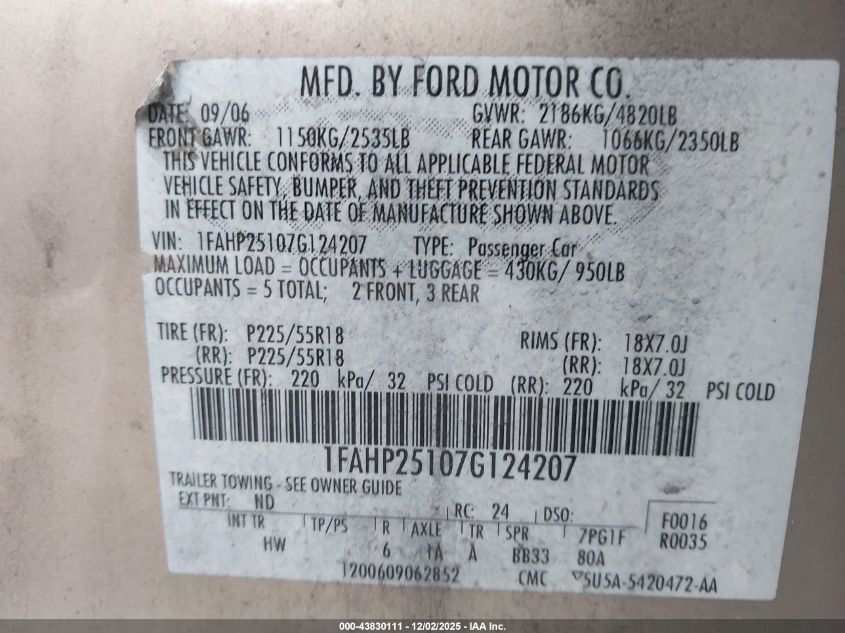 MFD. BY FORD MOTOR CO.
DATE: 09/06 GVWR: 2186KG/4820LB
FRONT GAWR: 1150KG/2535LB REAR GAWR: 1066KG/2350LB
THIS VEHICLE CONFORMS TO ALL APPLICABLE FEDERAL MOTOR
VEHICLE SAFETY, BUMPER, AND THEFT PREVENTION STANDARDS
IN EFFECT ON THE DATE OF MANUFACTURE SHOWN ABOVE.
VIN: 1FAHP25107G124207 TYPE: Passenger Car
MAXIMUM LOAD = OCCUPANTS + LUGGAGE = 430KG/ 950LB
OCCUPANTS = 5 TOTAL; 2 FRONT, 3 REAR
TIRE (FR): P225/55R18 RIMS (FR): 18X7.0J
(RR): P225/55R18 (RR): 18X7.0J
PRESSURE (FR): 220 kPa/ 32 PSI COLD (RR): 220 kPa/ 32 PSI COLD
1FAHP25107G124207
TRAILER TOWING - SEE OWNER GUIDE
EXT PNT: ND RC: 24 DSO: F0016
INT TR TP/PS R AXLE TR SPR 7PG1F R0035
HW 6 1A A BB33 80A
1200609062852 CMC 5U5A-5420472-AA
000-43830111 - 12/02/2025 - IAA Inc.